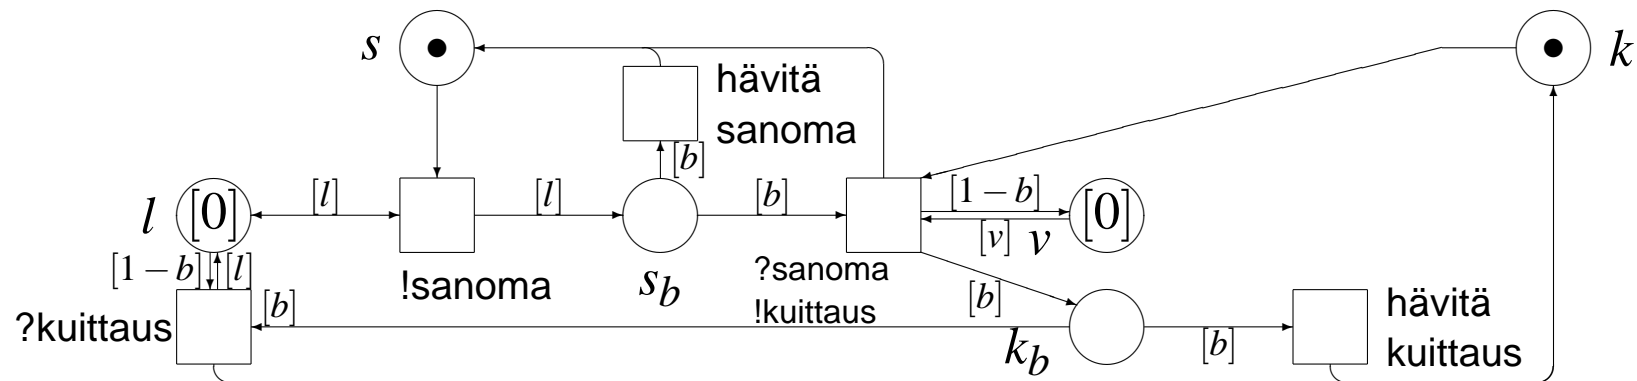 s
k
hävitä
sanoma
[b]
l
[0]
[l]
[l]
[b]
[1 − b]
[v]
v
[0]
[1 − b]
[l]
!sanoma
s_b
?sanoma
!kuittaus
[b]
?kuittaus
[b]
k_b
[b]
hävitä
kuittaus